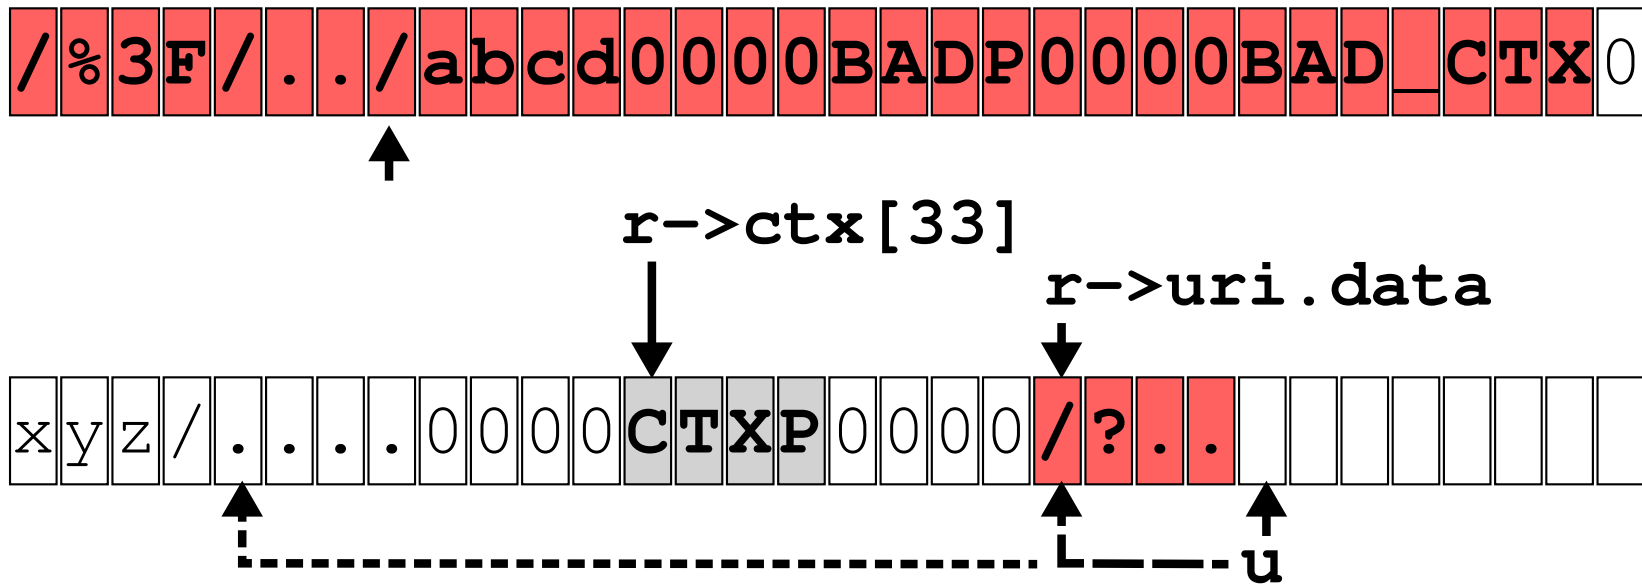 /%3F/../abcd0000BADP0000BAD_CTX0
r->ctx[33]
r->uri.data
xyz/....0000CTXP0000/?..
u